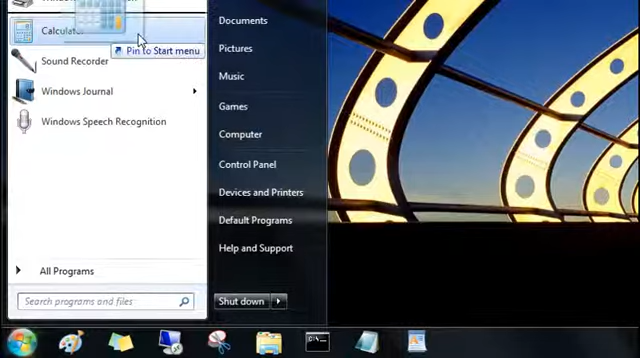 Calculator
Pin to Start menu
Sound Recorder
Windows Journal
Windows Speech Recognition
All Programs
Search programs and files
Documents
Pictures
Music
Games
Computer
Control Panel
Devices and Printers
Default Programs
Help and Support
Shut down